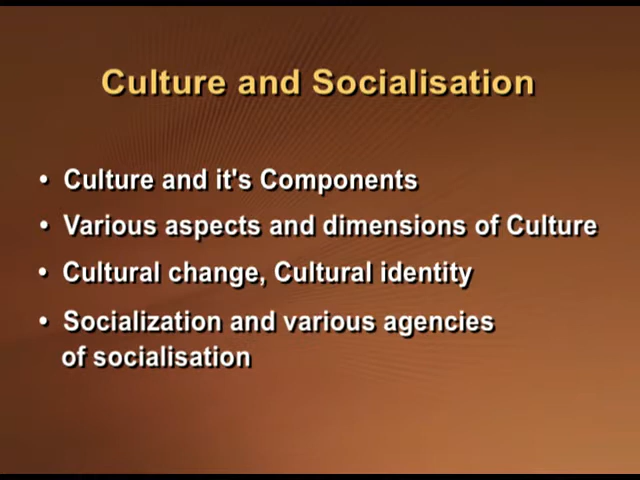 Culture and Socialisation
• Culture and it's Components
• Various aspects and dimensions of Culture
• Cultural change, Cultural identity
• Socialization and various agencies
of socialisation